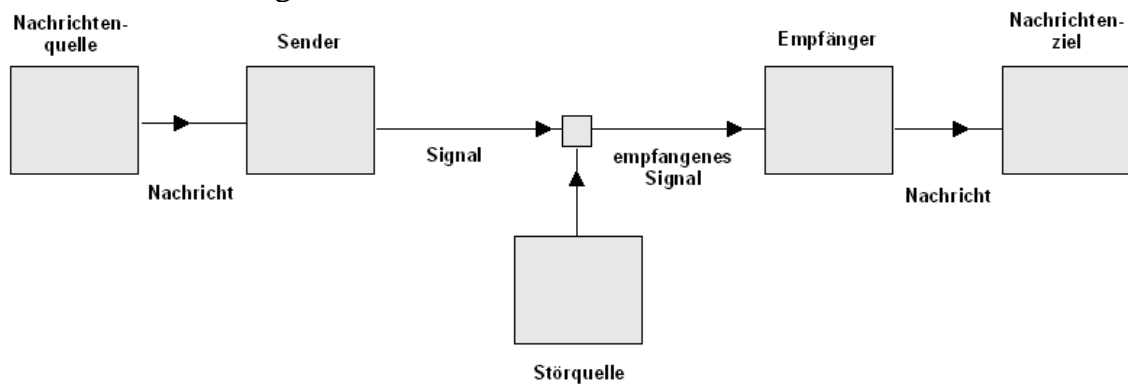 Nachrichten-
quelle
Sender
Empfänger
Nachrichten-
ziel
Signal
empfangenes
Signal
Nachricht
Nachricht
Störquelle